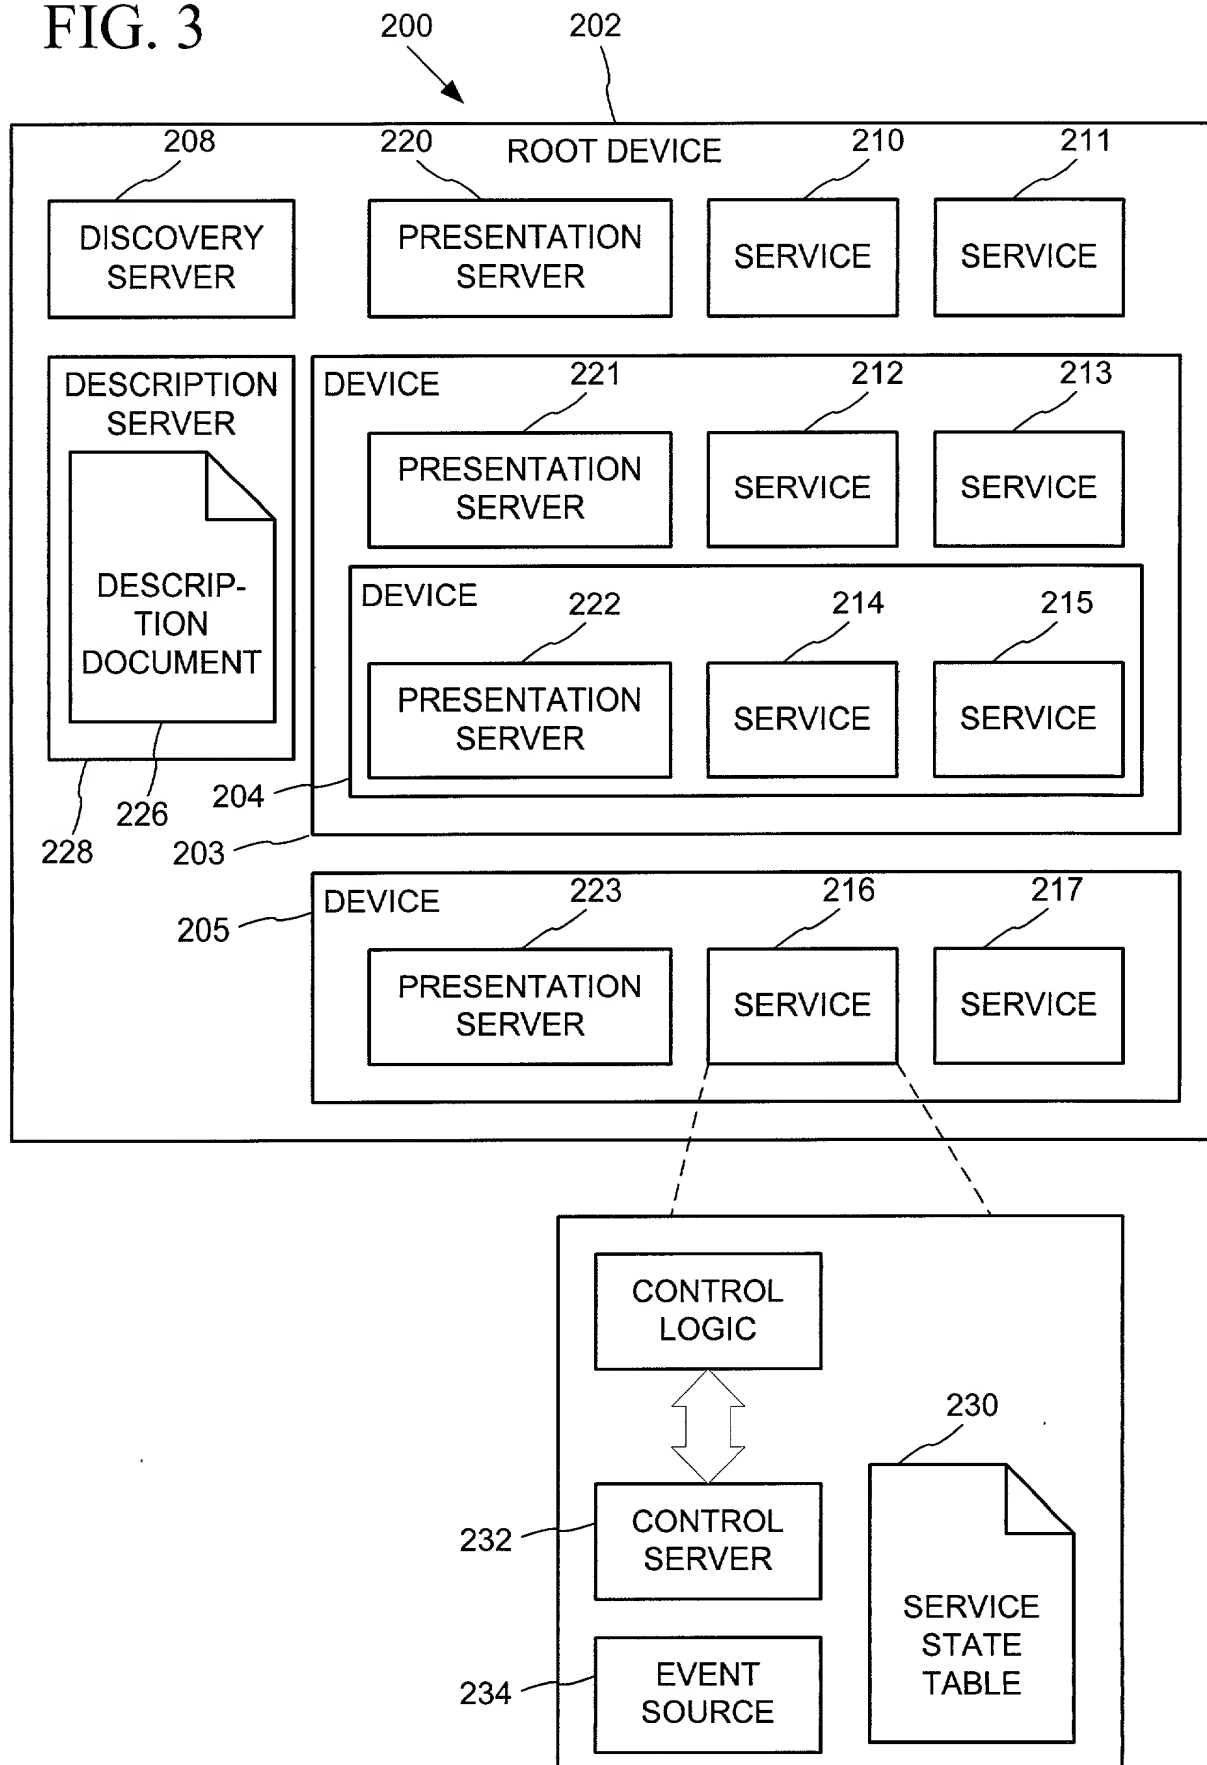 FIG. 3
200
202
208
220
ROOT DEVICE
210
211
DISCOVERY
SERVER
PRESENTATION
SERVER
SERVICE
SERVICE
DESCRIPTION
SERVER
DEVICE
221
212
213
PRESENTATION
SERVER
SERVICE
SERVICE
DESCRIP-
TION
DOCUMENT
DEVICE
222
214
215
PRESENTATION
SERVER
SERVICE
SERVICE
204
226
228
203
DEVICE
223
216
217
205
PRESENTATION
SERVER
SERVICE
SERVICE
CONTROL
LOGIC
230
232
CONTROL
SERVER
SERVICE
STATE
TABLE
234
EVENT
SOURCE